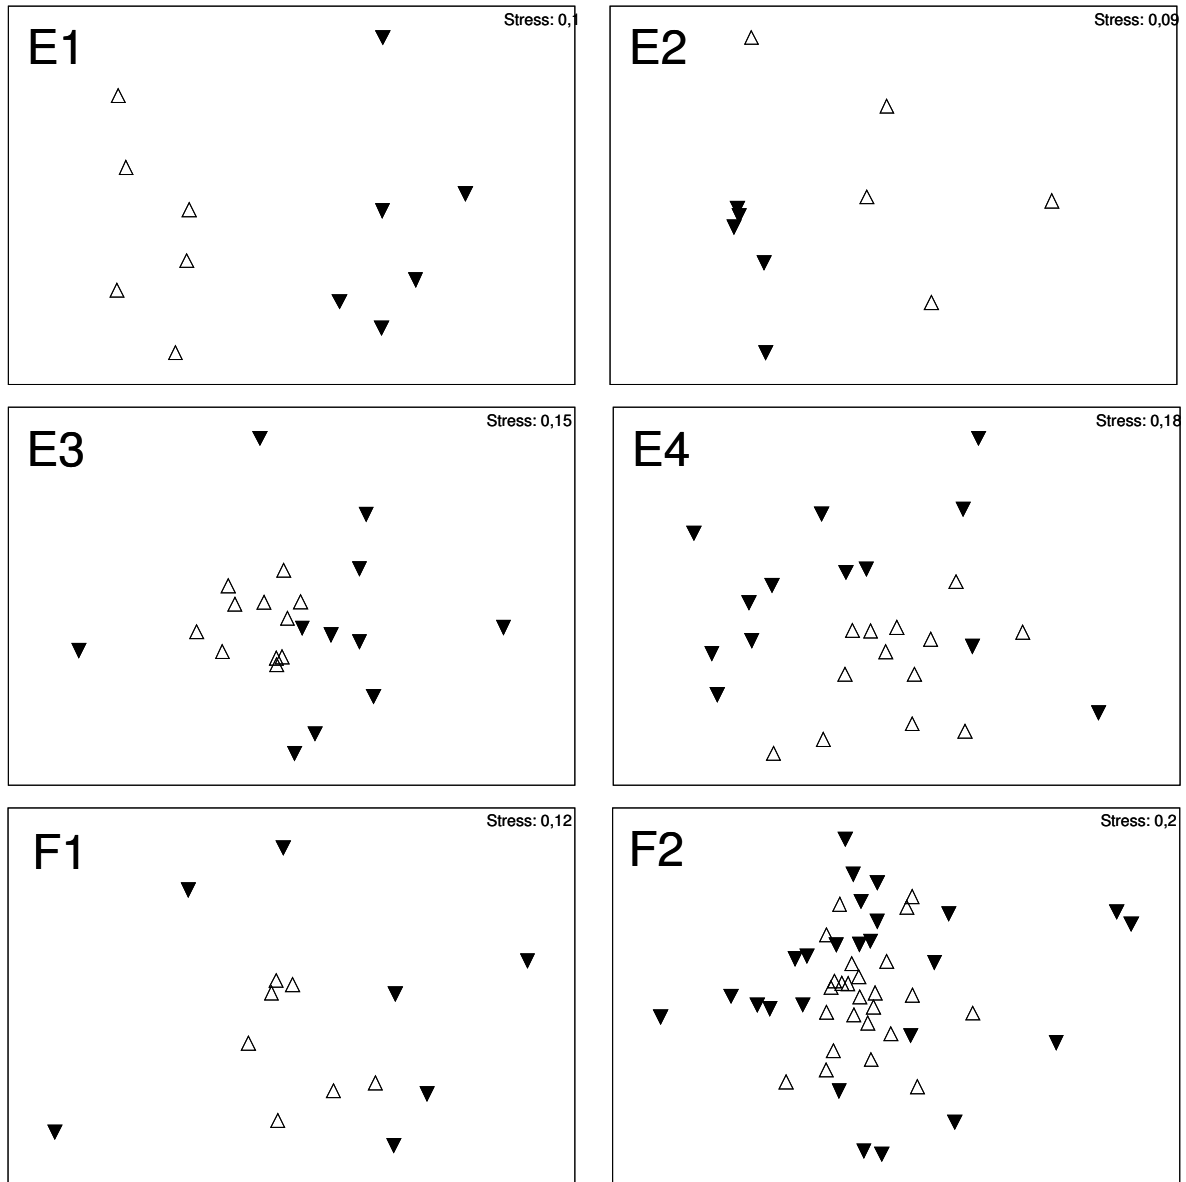 E1
Stress: 0,1
E2
Stress: 0,09
E3
Stress: 0,15
E4
Stress: 0,18
F1
Stress: 0,12
F2
Stress: 0,2